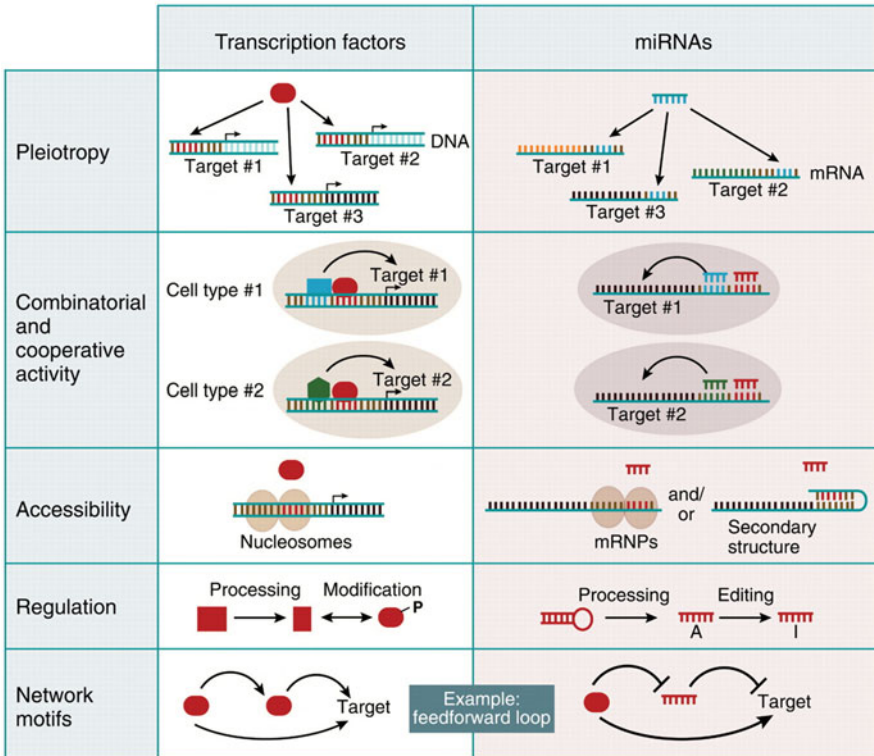 Transcription factors
miRNAs
Pleiotropy
Target #1
Target #2
DNA
Target #3
Target #1
Target #2
mRNA
Target #3
Combinatorial
and
cooperative
activity
Cell type #1
Target #1
Cell type #2
Target #2
Target #1
Target #2
Accessibility
Nucleosomes
mRNPs
and/
or
Secondary
structure
Regulation
Processing
Modification
P
Processing
Editing
A
I
Network
motifs
Target
Example:
feedforward loop
Target